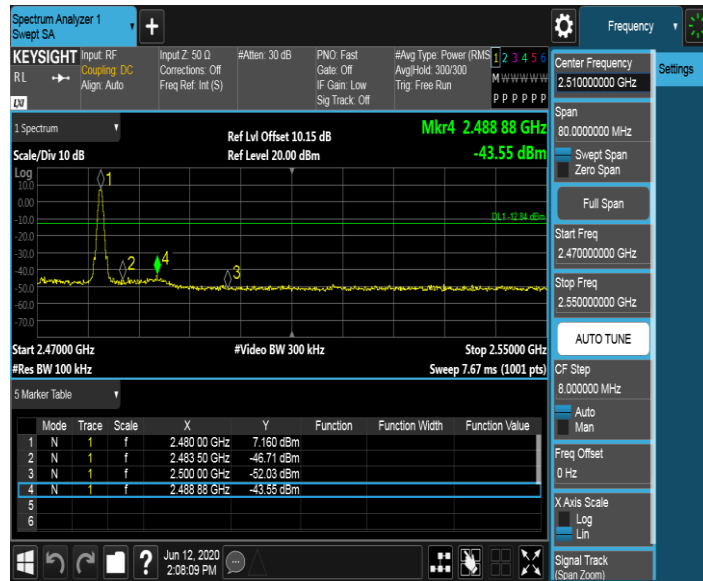 Spectrum Analyzer 1
Swept SA
+
Frequency
KEYSIGHT
RL
LXI
Input: RF
Coupling: DC
Align: Auto
Input Z: 50 Ω
Corrections: Off
Freq Ref: Int (S)
#Atten: 30 dB
PNO: Fast
Gate: Off
IF Gain: Low
Sig Track: Off
#Avg Type: Power (RMS
Avg|Hold: 300/300
Trig: Free Run
1 2 3 4 5 6
M W W W W W
P P P P P P
Center Frequency
2.510000000 GHz
Settings
Span
80.0000000 MHz
Swept Span
Zero Span
Full Span
Start Freq
2.470000000 GHz
Stop Freq
2.550000000 GHz
AUTO TUNE
CF Step
8.000000 MHz
Auto
Man
Freq Offset
0 Hz
X Axis Scale
Log
Lin
Signal Track
(Span Zoom)
1 Spectrum
Scale/Div 10 dB
Ref Lvl Offset 10.15 dB
Ref Level 20.00 dBm
Mkr4 2.488 88 GHz
-43.55 dBm
Log
10.0
0.00
-10.0
-20.0
-30.0
-40.0
-50.0
-60.0
-70.0
1
2
4
3
DL1 -12.84 dBm
Start 2.47000 GHz
#Video BW 300 kHz
Stop 2.55000 GHz
#Res BW 100 kHz
Sweep 7.67 ms (1001 pts)
5 Marker Table
Mode Trace Scale X Y Function Function Width Function Value
1 N 1 f 2.480 00 GHz 7.160 dBm
2 N 1 f 2.483 50 GHz -46.71 dBm
3 N 1 f 2.500 00 GHz -52.03 dBm
4 N 1 f 2.488 88 GHz -43.55 dBm
5
6
?
Jun 12, 2020
2:08:09 PM